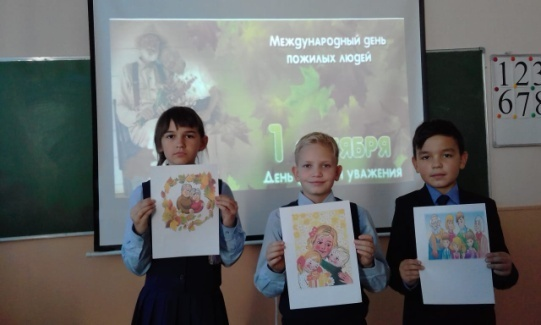 Международный день
пожилых людей
1
День уважения
123
678